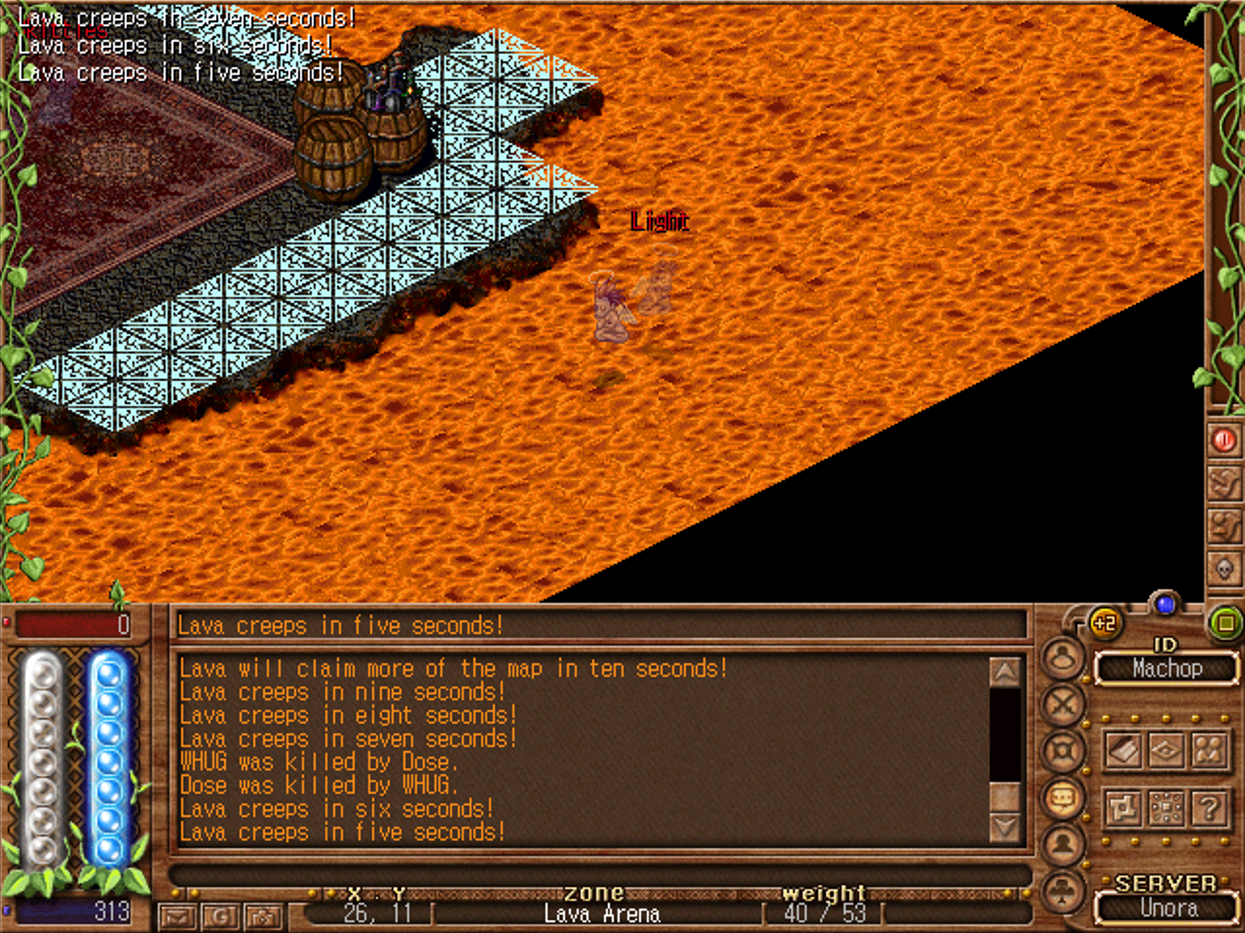 Lava creeps in seven seconds!
Lava creeps in six seconds!
Lava creeps in five seconds!
Light
0
Lava creeps in five seconds!
Lava will claim more of the map in ten seconds!
Lava creeps in nine seconds!
Lava creeps in eight seconds!
Lava creeps in seven seconds!
WHUG was killed by Dose.
Dose was killed by WHUG.
Lava creeps in six seconds!
Lava creeps in five seconds!
+2
ID
Machop
?
X Y zone weight
313 G 26, 11 Lava Arena 40 / 53
SERVER
Unora